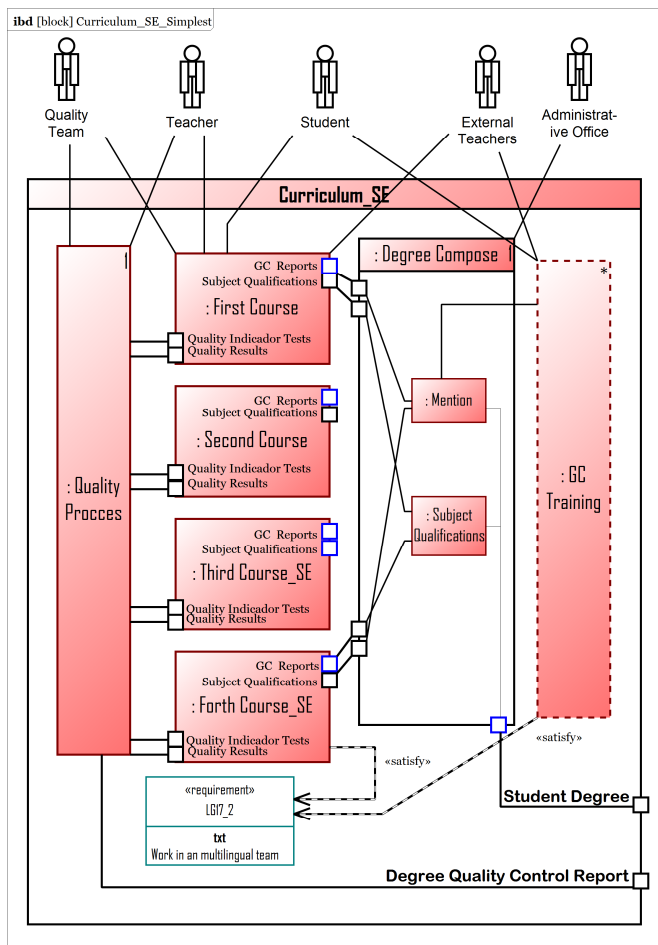 ibd [block] Curriculum_SE_Simplest
Quality
Team
Teacher
Student
External
Teachers
Administrat-
ive Office
Curriculum_SE
1
: Quality
Procces
GC Reports
Subject Qualifications
: First Course
Quality Indicador Tests
Quality Results
GC Reports
Subject Qualifications
: Second Course
Quality Indicador Tests
Quality Results
GC Reports
Subject Qualifications
: Third Course_SE
Quality Indicador Tests
Quality Results
GC Reports
Subject Qualifications
: Forth Course_SE
Quality Indicador Tests
Quality Results
: Degree Compose 1
: Mention
: Subject
Qualifications
*
: GC
Training
«satisfy»
«satisfy»
«requirement»
LG17_2
txt
Work in an multilingual team
Student Degree
Degree Quality Control Report